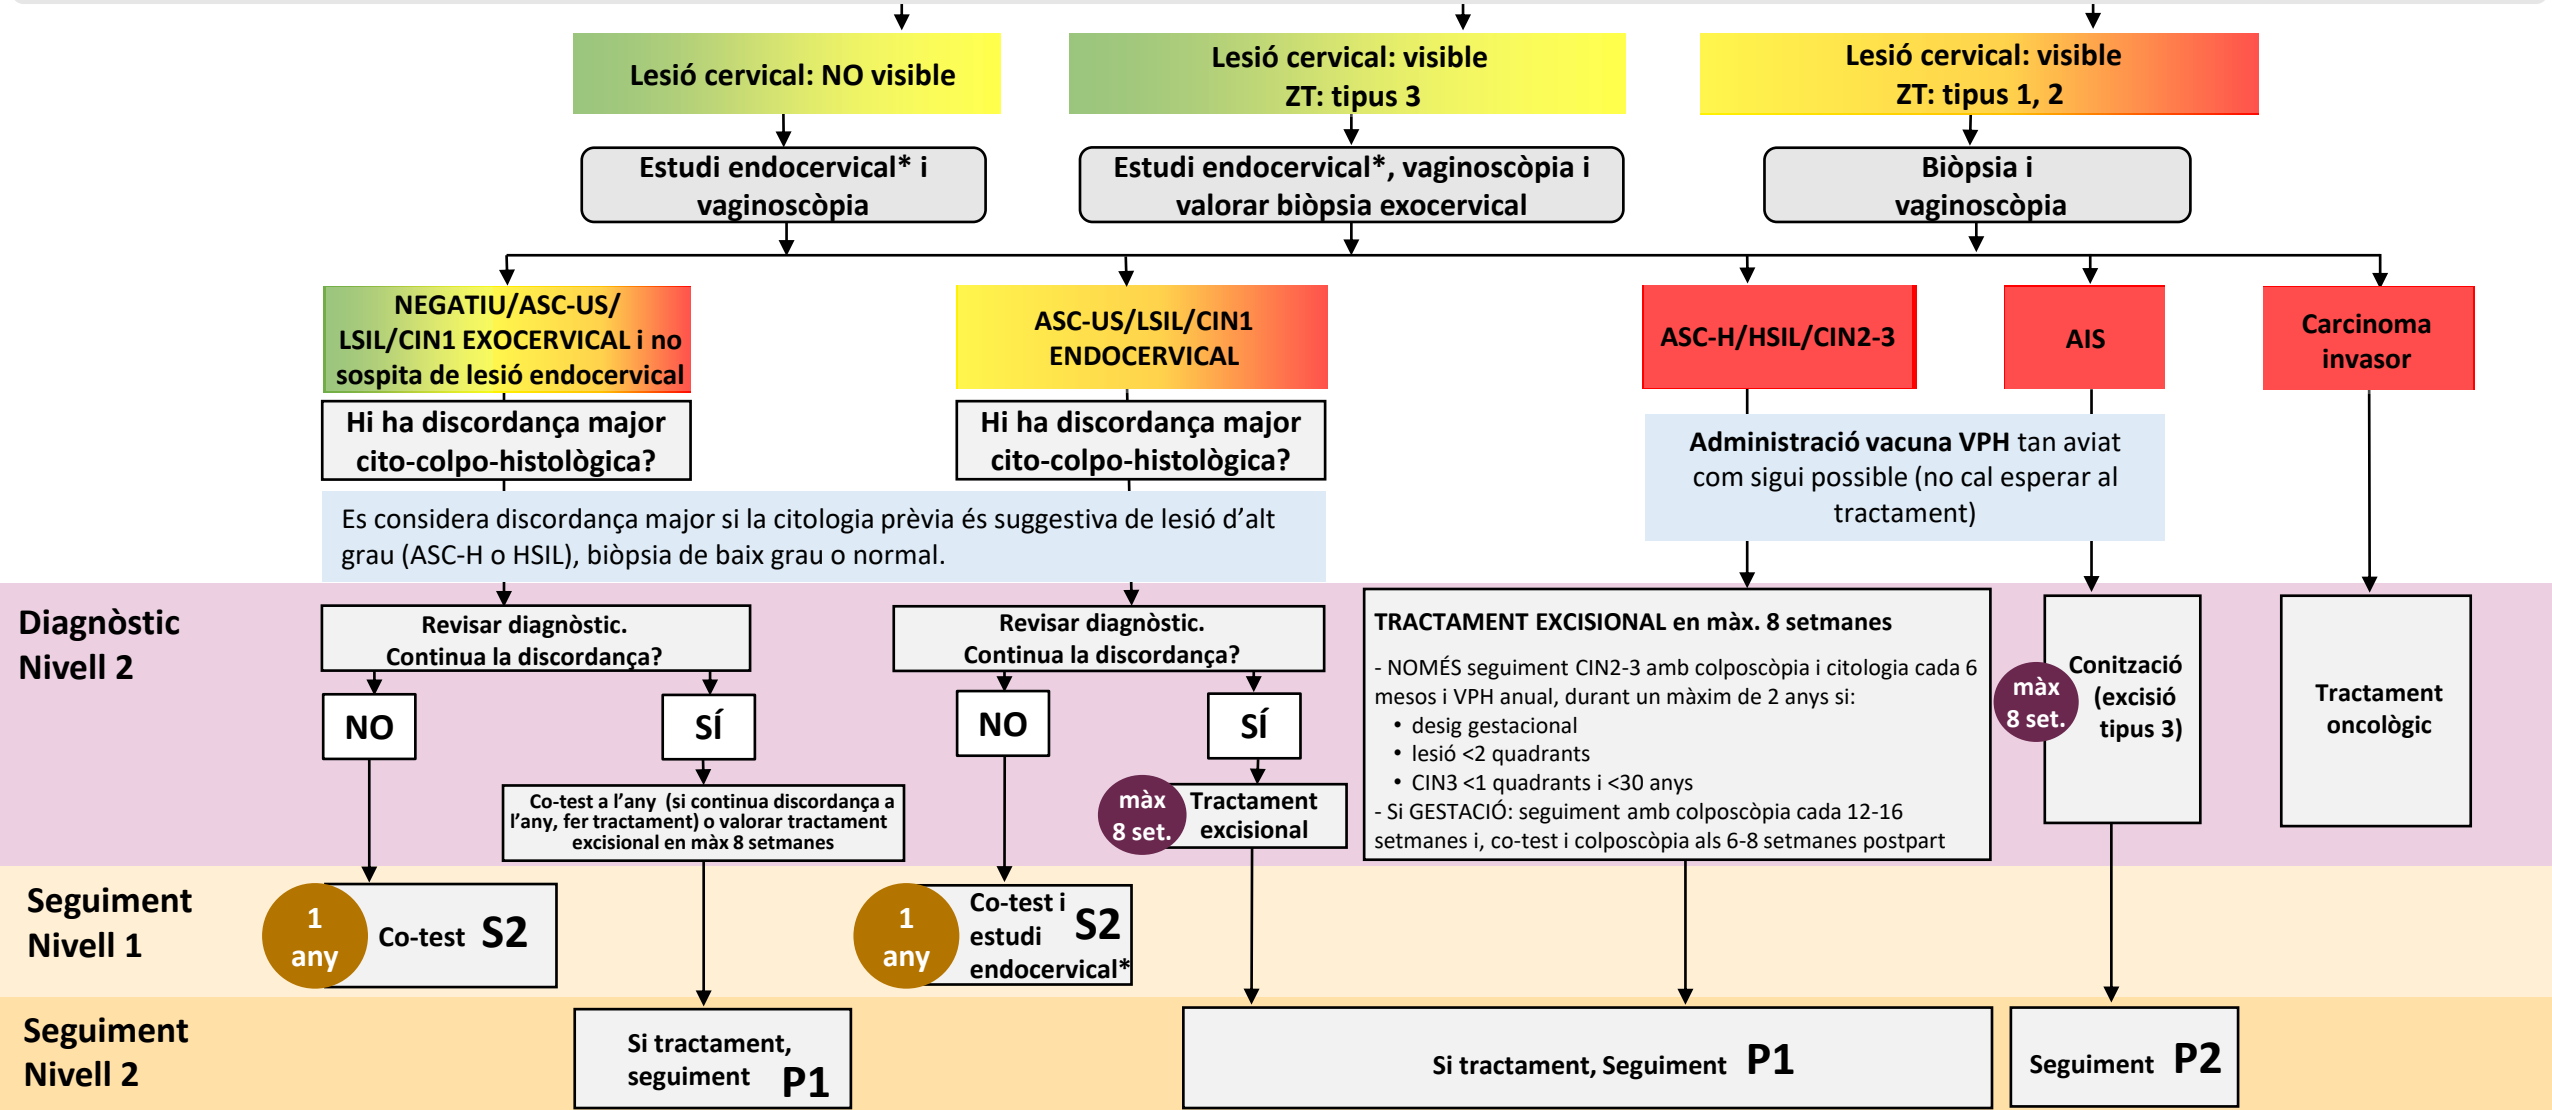 Lesió cervical: NO visible
Lesió cervical: visible
ZT: tipus 3
Lesió cervical: visible
ZT: tipus 1, 2
Estudi endocervical* i
vaginoscòpia
Estudi endocervical*, vaginoscòpia i
valorar biòpsia exocervical
Biòpsia i
vaginoscòpia
NEGATIU/ASC-US/
LSIL/CIN1 EXOCERVICAL i no
sospita de lesió endocervical
ASC-US/LSIL/CIN1
ENDOCERVICAL
ASC-H/HSIL/CIN2-3
AIS
Carcinoma
invasor
Hi ha discordança major
cito-colpo-histològica?
Hi ha discordança major
cito-colpo-histològica?
Administració vacuna VPH tan aviat
com sigui possible (no cal esperar al
tractament)
Es considera discordança major si la citologia prèvia és suggestiva de lesió d’alt
grau (ASC-H o HSIL), biòpsia de baix grau o normal.
Diagnòstic
Nivell 2
Revisar diagnòstic.
Continua la discordança?
NO
SÍ
Co-test a l’any (si continua discordança a
l’any, fer tractament) o valorar tractament
excisional en màx 8 setmanes
Revisar diagnòstic.
Continua la discordança?
NO
SÍ
màx
8 set.
Tractament
excisional
TRACTAMENT EXCISIONAL en màx. 8 setmanes
- NOMÉS seguiment CIN2-3 amb colposcòpia i citologia cada 6
mesos i VPH anual, durant un màxim de 2 anys si:
• desig gestacional
• lesió <2 quadrants
• CIN3 <1 quadrants i <30 anys
- Si GESTACIÓ: seguiment amb colposcòpia cada 12-16
setmanes i, co-test i colposcòpia als 6-8 setmanes postpart
màx
8 set.
Conització
(excisió
tipus 3)
Tractament
oncològic
Seguiment
Nivell 1
1
any
Co-test S2
1
any
Co-test i
estudi
endocervical*
S2
Seguiment
Nivell 2
Si tractament,
seguiment P1
Si tractament, Seguiment P1
Seguiment P2